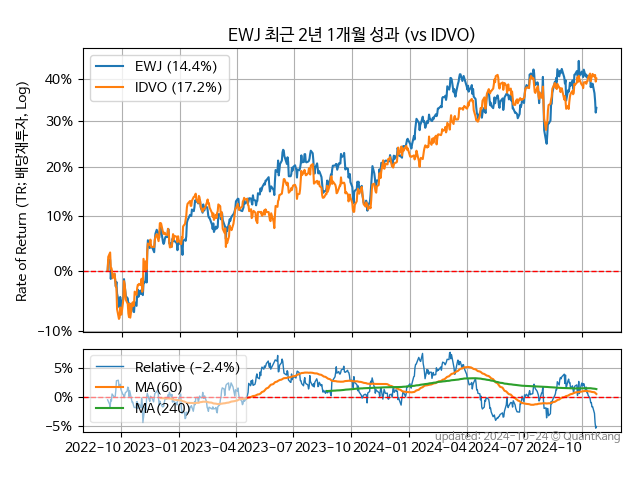 EWJ 최근 2년 1개월 성과 (vs IDVO)
Rate of Return (TR: 배당재투자, Log)
EWJ (14.4%)
IDVO (17.2%)
40%
30%
20%
10%
0%
−10%
Relative (−2.4%)
MA(60)
MA(240)
5%
0%
−5%
2022−10 2023−01 2023−04 2023−07 2023−10 2024−01 2024−04 2024−07 2024−10
updated: 2024−10−24 © QuantKang